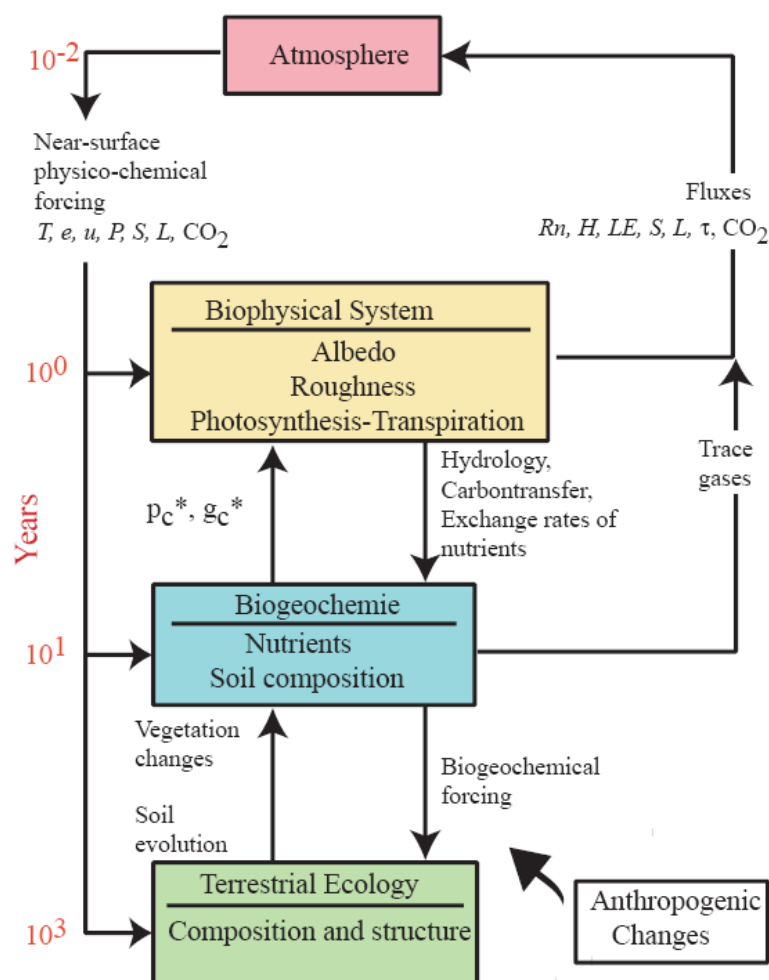 10-2
Atmosphere
Near-surface
physico-chemical
forcing
T, e, u, P, S, L, CO2
Fluxes
Rn, H, LE, S, L, τ, CO2
Biophysical System
Albedo
Roughness
Photosynthesis-Transpiration
100
Hydrology,
Carbontransfer,
Exchange rates of
nutrients
Trace
gases
pc*, gc*
Years
Biogeochemie
Nutrients
Soil composition
101
Vegetation
changes
Biogeochemical
forcing
Soil
evolution
Terrestrial Ecology
Composition and structure
103
Anthropogenic
Changes